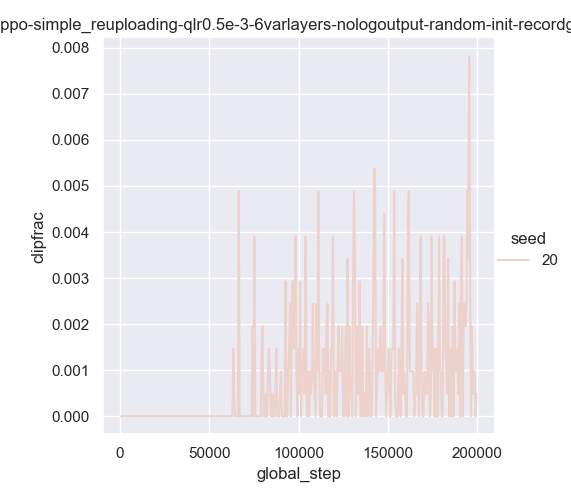 ppo-simple_reuploading-qlr0.5e-3-6varlayers-nologoutput-random-init-recordg
0.008
0.007
0.006
0.005
0.004
0.003
0.002
0.001
0.000
dipfrac
0 50000 100000 150000 200000
global_step
seed
20